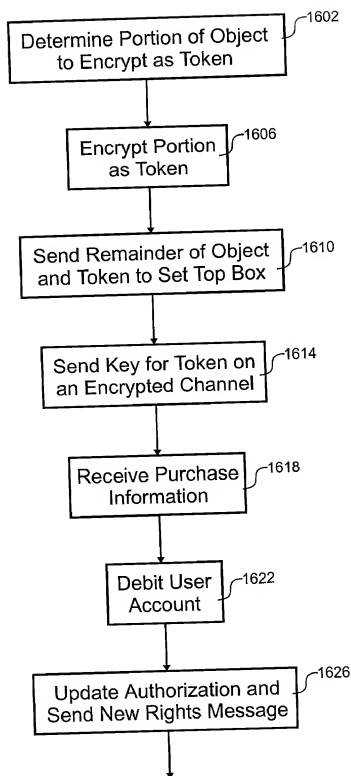 1602
Determine Portion of Object
to Encrypt as Token
1606
Encrypt Portion
as Token
1610
Send Remainder of Object
and Token to Set Top Box
1614
Send Key for Token on
an Encrypted Channel
1618
Receive Purchase
Information
1622
Debit User
Account
1626
Update Authorization and
Send New Rights Message